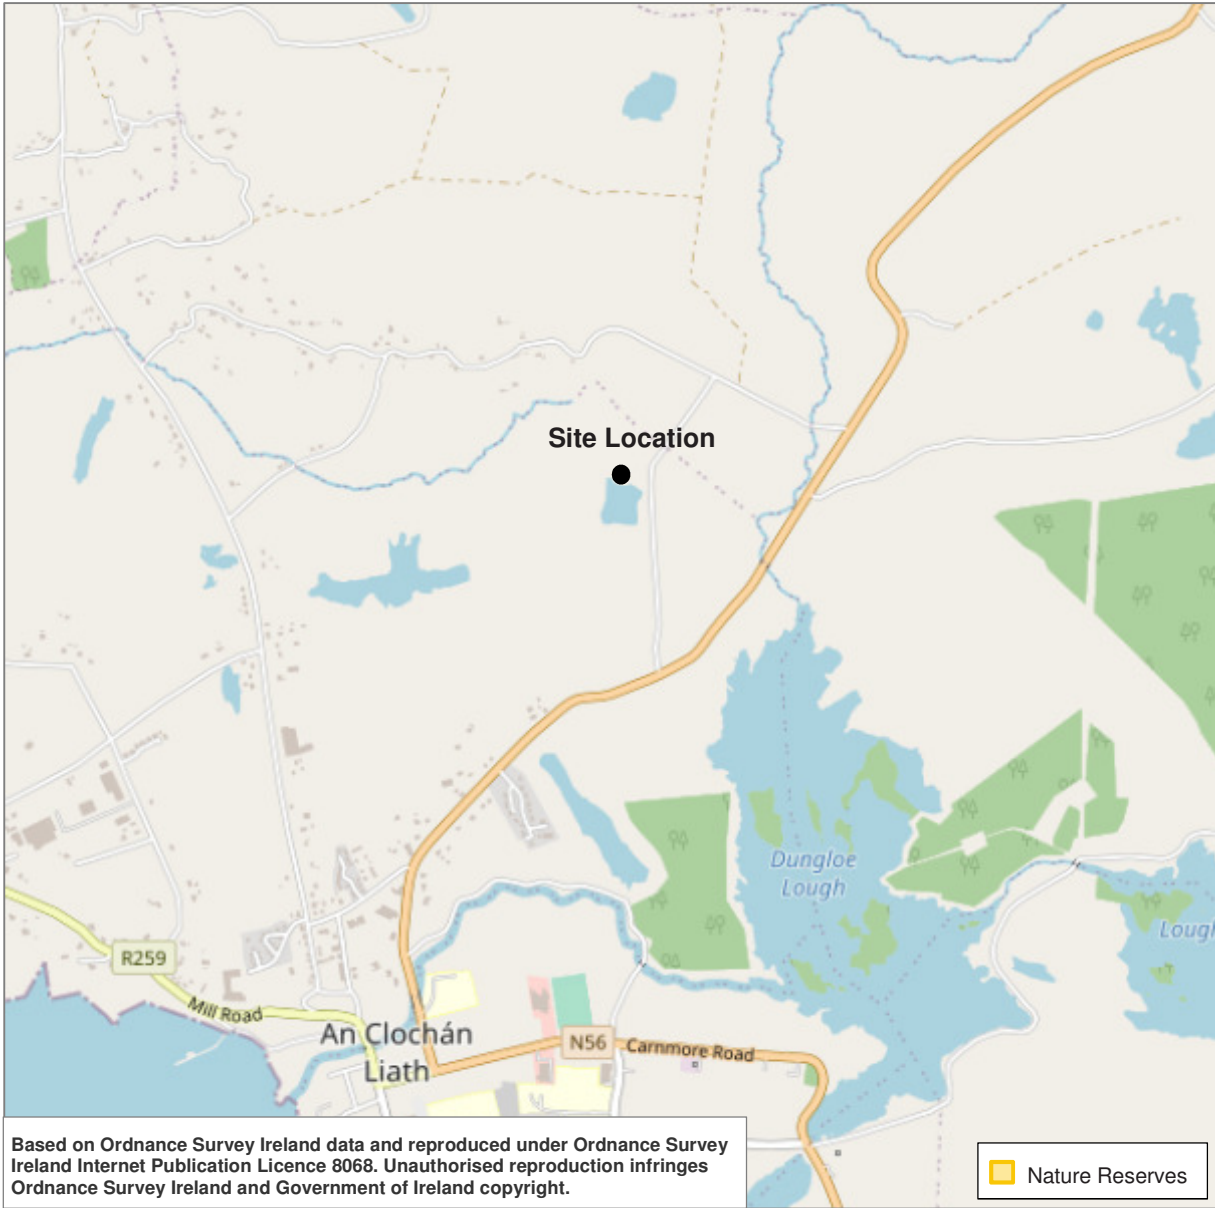 Site Location
Dungloe
Lough
Lough
R259
Mill Road
An Clochán
Liath
N56
Carnmore Road
Based on Ordnance Survey Ireland data and reproduced under Ordnance Survey
Ireland Internet Publication Licence 8068. Unauthorised reproduction infringes
Ordnance Survey Ireland and Government of Ireland copyright.
Nature Reserves